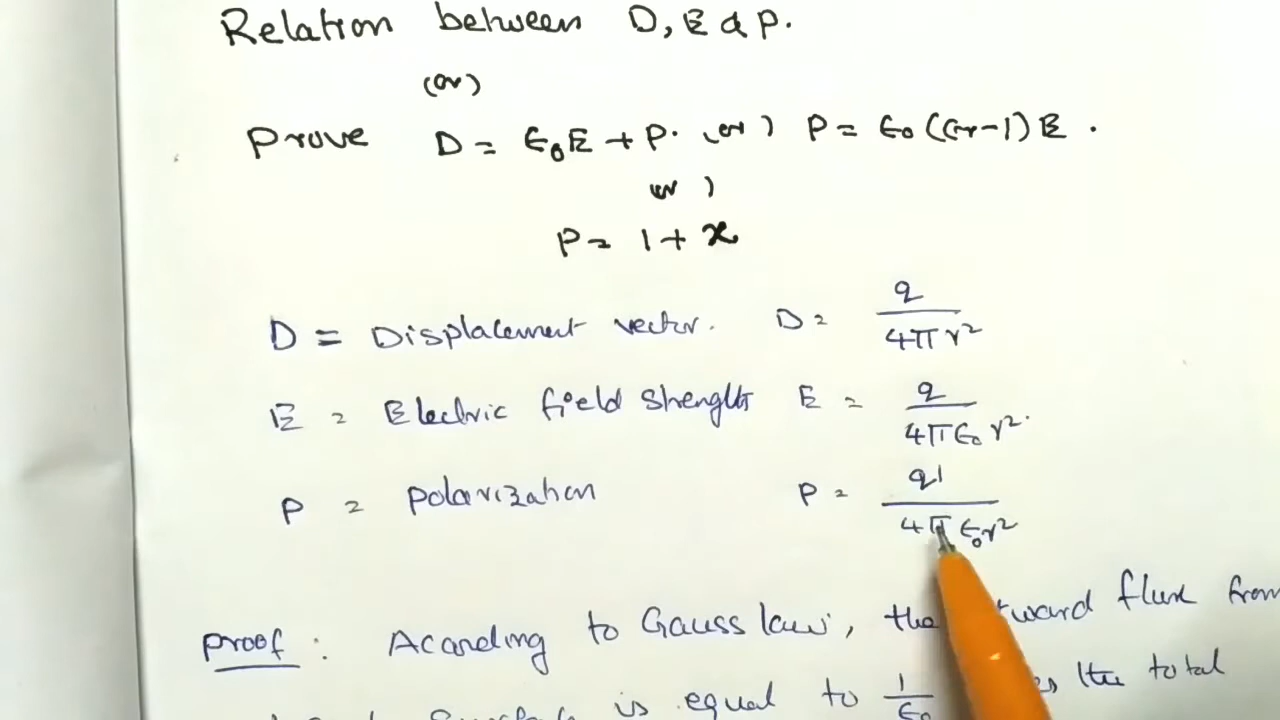 Relation between D, E & P.
(or)
Prove D = ε₀E + P. (or) P = ε₀(εr-1)E.
or)
P = 1 + x
D = Displacement vector. D = q / 4πr²
E = Electric field strength E = q / 4πε₀r².
P = polarization P = q' / 4πε₀r²
Proof: According to Gauss law, the outward flux from
is equal to 1/ε₀ the total